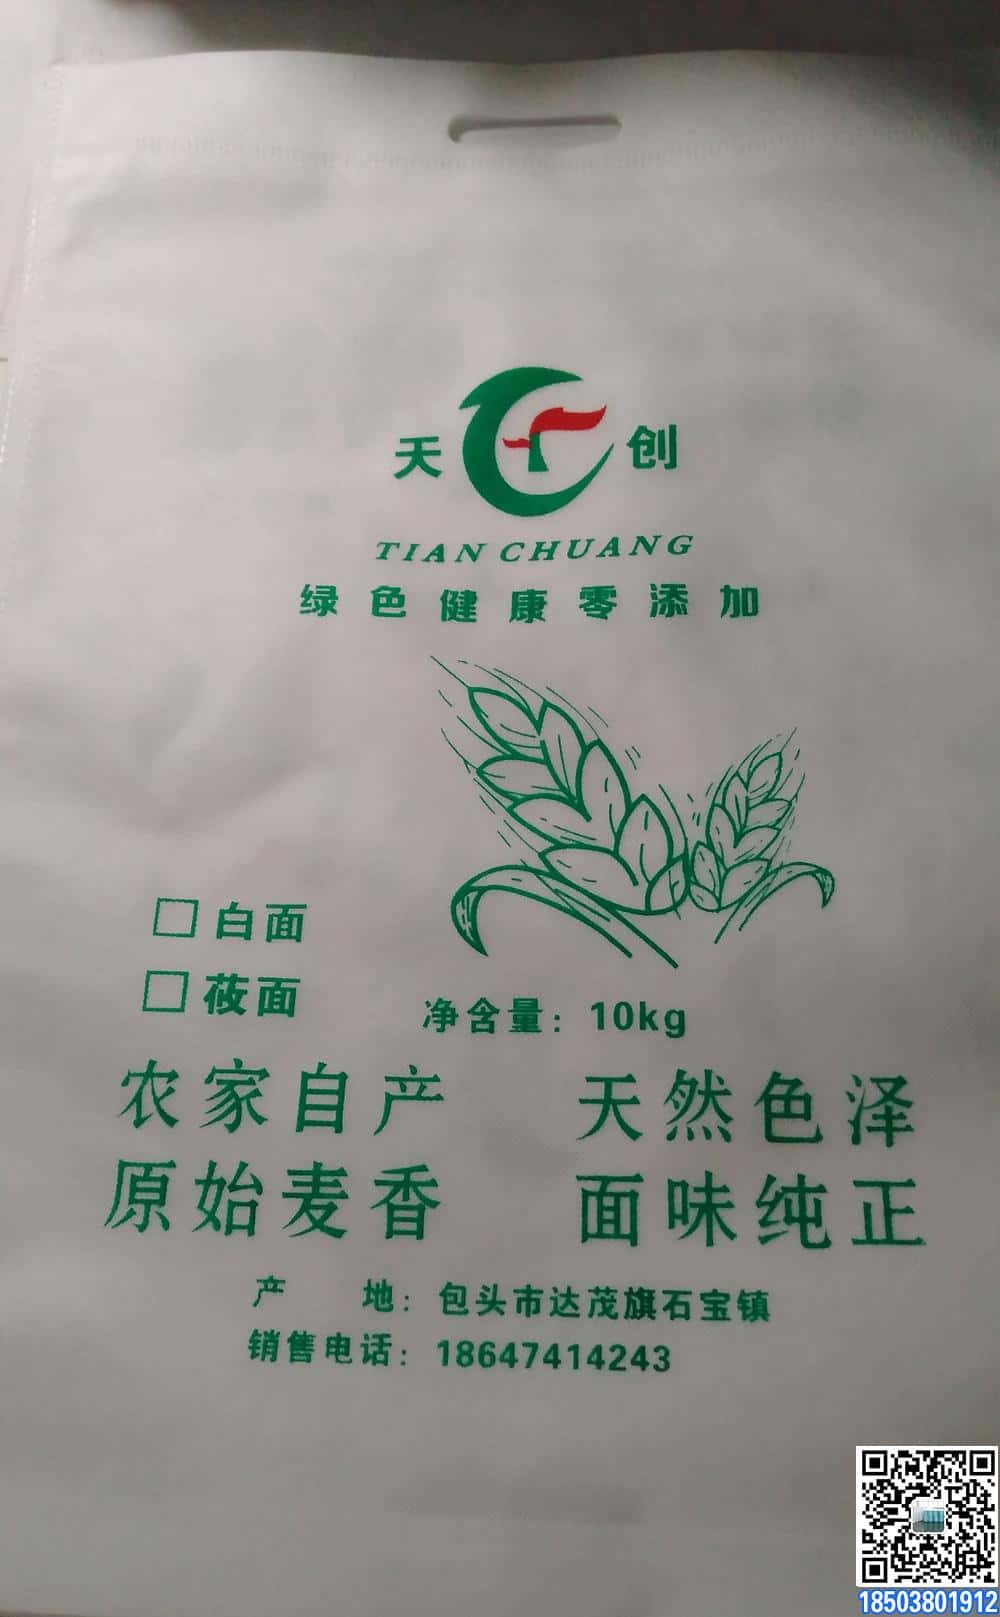 天 创
TIAN CHUANG
绿色健康零添加
□ 白面
□ 莜面
净含量：10kg
农家自产 天然色泽
原始麦香 面味纯正
产 地：包头市达茂旗石宝镇
销售电话：18647414243
18503801912